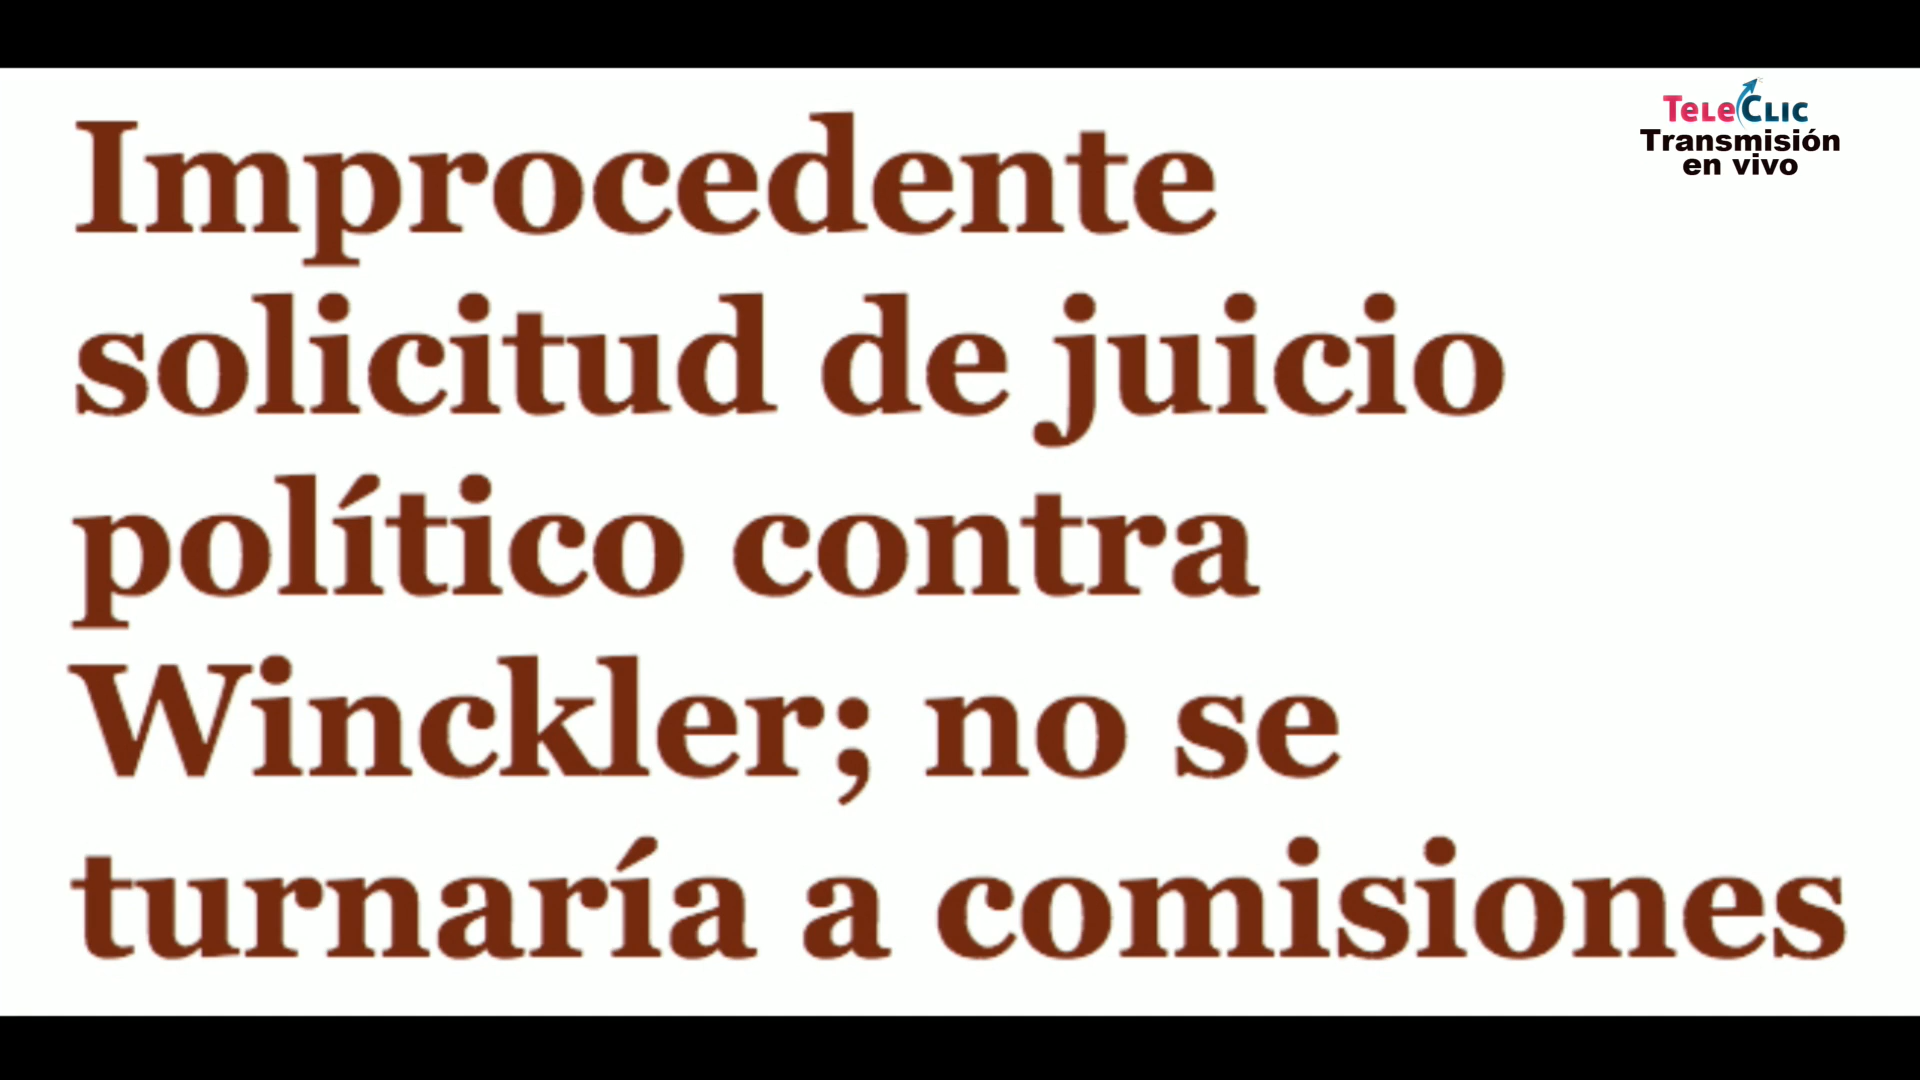 Improcedente
solicitud de juicio
político contra
Winckler; no se
turnaría a comisiones
TELECLIC
Transmisión
en vivo